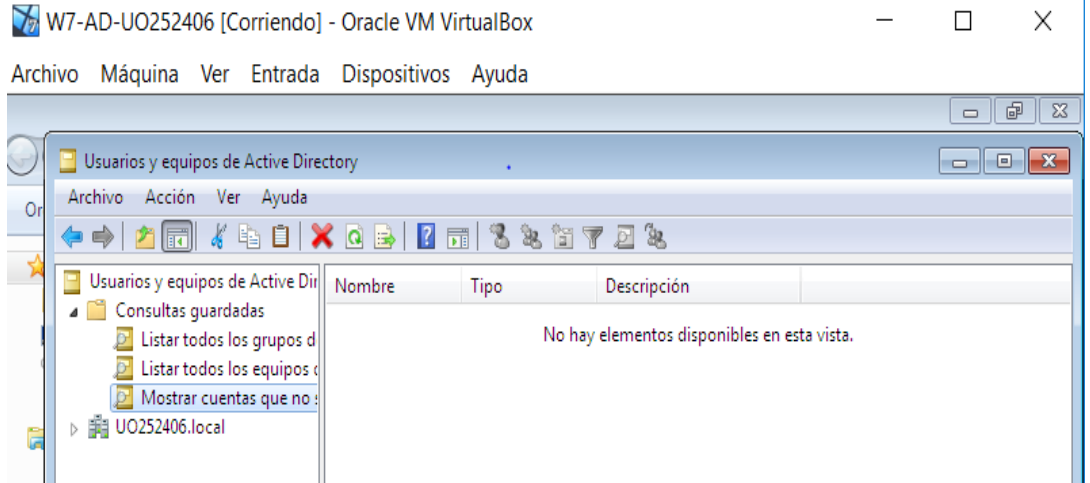 W7-AD-UO252406 [Corriendo] - Oracle VM VirtualBox
Archivo Máquina Ver Entrada Dispositivos Ayuda
Usuarios y equipos de Active Directory
Or
Archivo Acción Ver Ayuda
Usuarios y equipos de Active Dir
Nombre Tipo Descripción
Consultas guardadas
No hay elementos disponibles en esta vista.
Listar todos los grupos d
Listar todos los equipos
Mostrar cuentas que no
UO252406.local